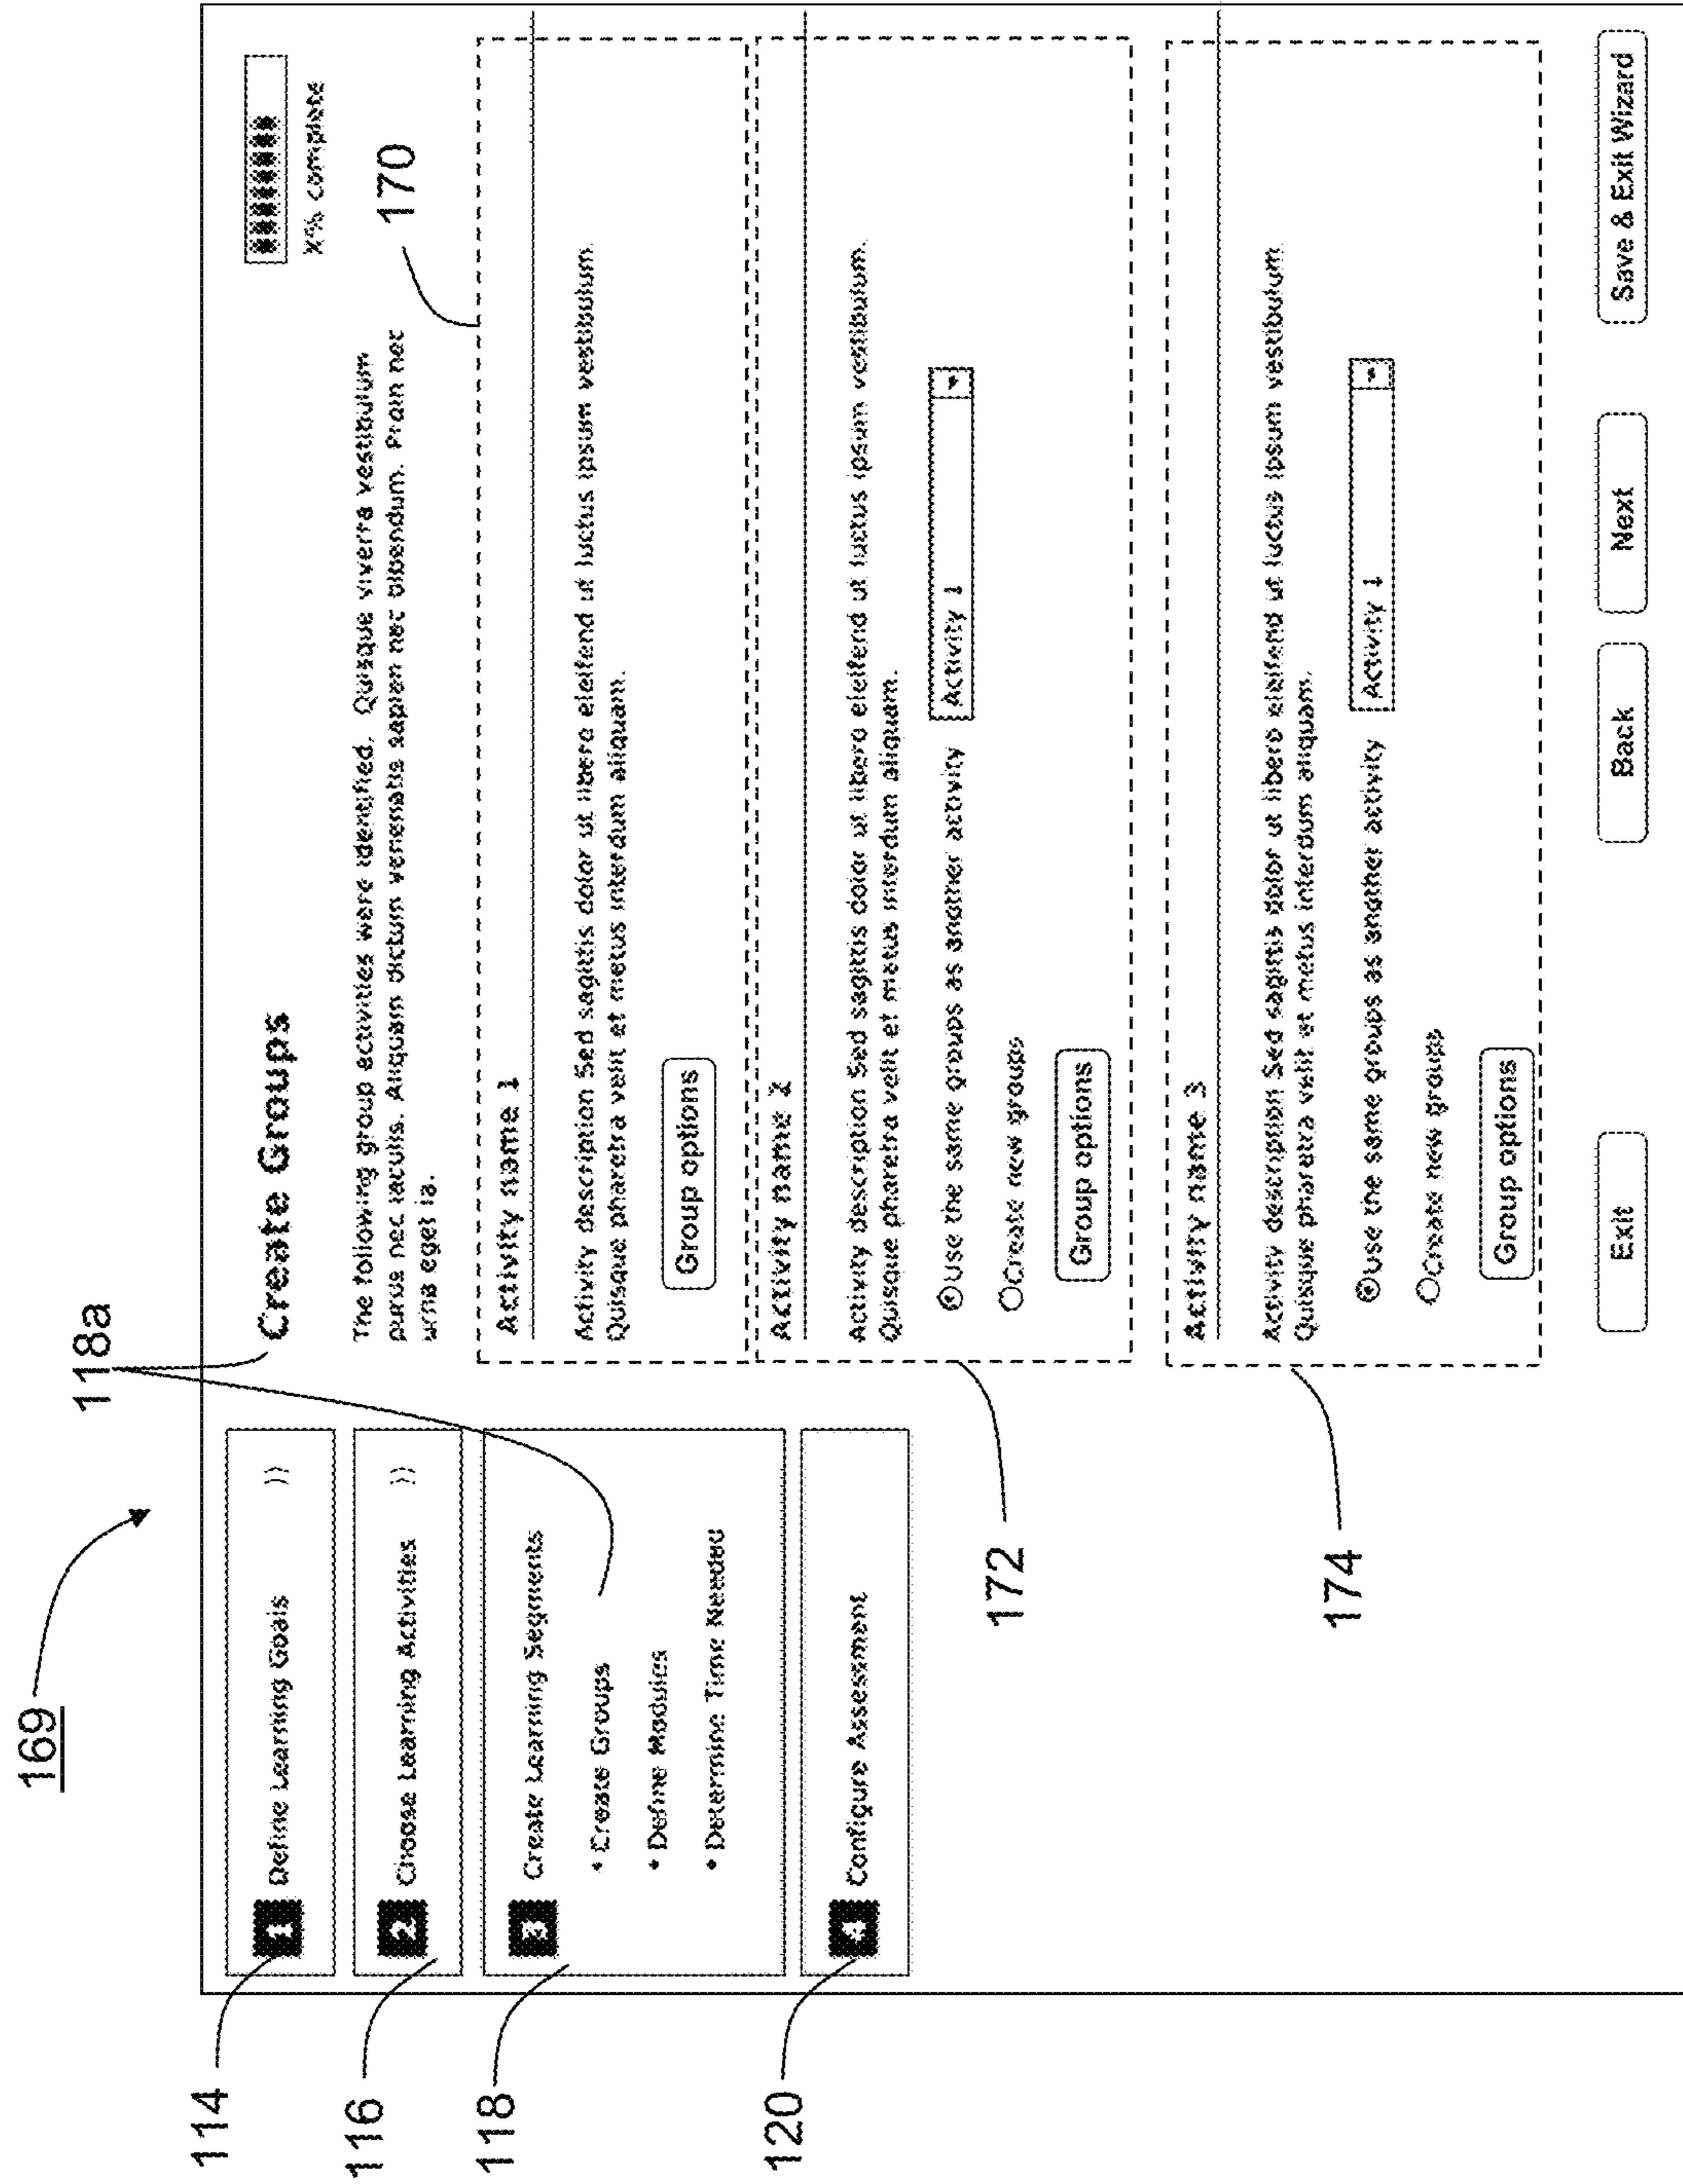 169
118a
114
116
118
120
1 Define Learning Goals
2 Choose Learning Activities
3 Create Learning Segments
• Create Groups
• Define Modules
• Determine Time Needed
4 Configure Assessment
Create Groups
X% complete
The following group activities were identified. Quisque viverra vestibulum
purus nec iaculis. Aliquam dictum venenatis sapien nec bibendum. Proin nec
urna eget la.
170
Activity name 1
Activity description Sed sagittis dolor ut libero eleifend ut luctus ipsum vestibulum.
Quisque pharetra velit et metus interdum aliquam.
Group options
172
Activity name 2
Activity description Sed sagittis dolor ut libero eleifend ut luctus ipsum vestibulum.
Quisque pharetra velit et metus interdum aliquam.
Use the same groups as another activity Activity 1
Create new groups
Group options
174
Activity name 3
Activity description Sed sagittis dolor ut libero eleifend ut luctus ipsum vestibulum.
Quisque pharetra velit et metus interdum aliquam.
Use the same groups as another activity Activity 1
Create new groups
Group options
Exit
Back
Next
Save & Exit Wizard